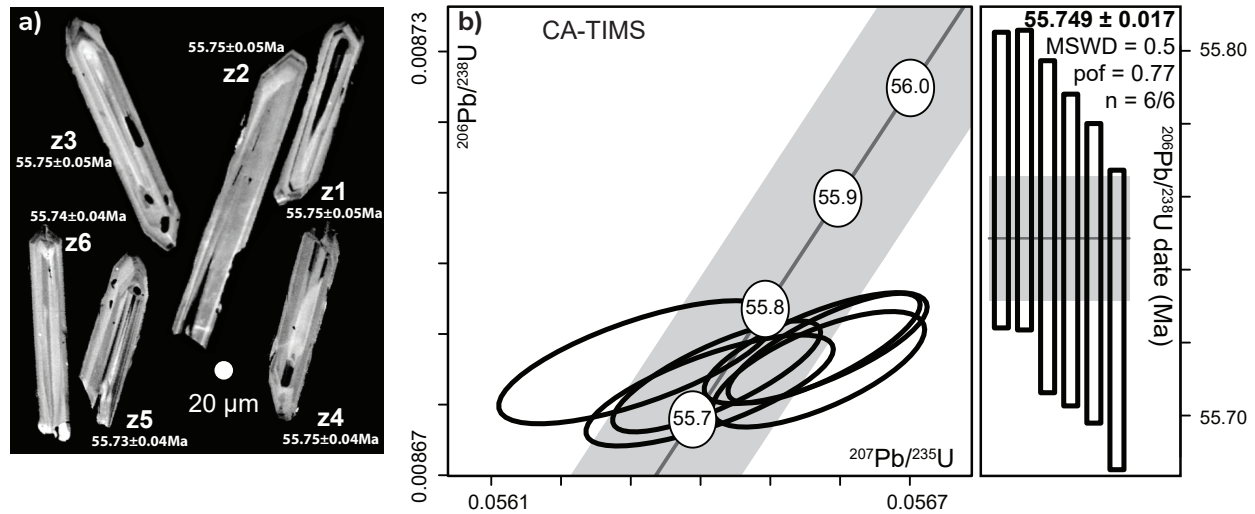 a)
55.75±0.05Ma
z2
z3
55.75±0.05Ma
z1
55.75±0.05Ma
55.74±0.04Ma
z6
20 µm
z5
55.73±0.04Ma
z4
55.75±0.04Ma
b)
CA-TIMS
0.00873
²⁰⁶Pb/²³⁸U
56.0
55.9
55.8
55.7
²⁰⁷Pb/²³⁵U
0.00867
0.0561
0.0567
55.749 ± 0.017
MSWD = 0.5
pof = 0.77
n = 6/6
55.80
²⁰⁶Pb/²³⁸U date (Ma)
55.70